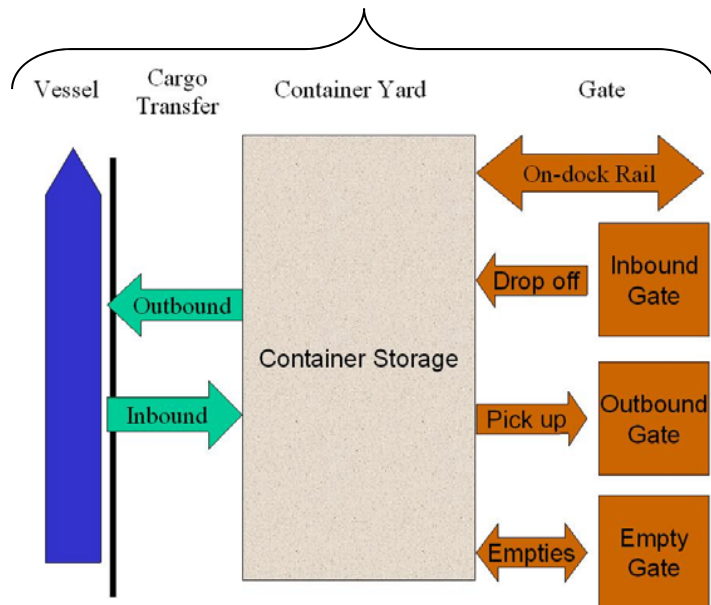 Vessel
Cargo
Transfer
Container Yard
Gate
On-dock Rail
Drop off
Inbound
Gate
Outbound
Container Storage
Inbound
Pick up
Outbound
Gate
Empties
Empty
Gate